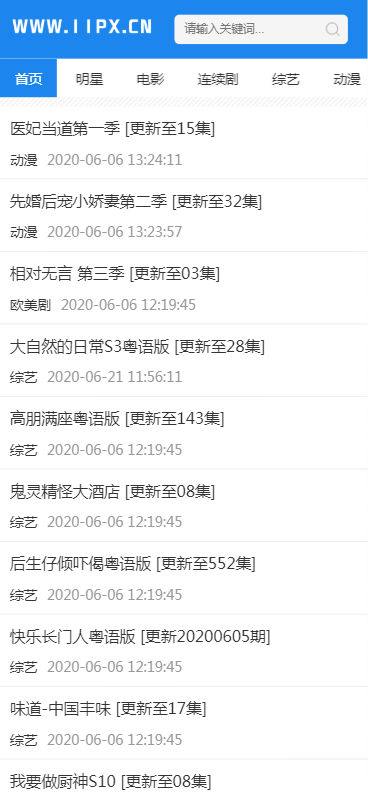 WWW.IIPX.CN
请输入关键词...
首页 明星 电影 连续剧 综艺 动漫
医妃当道第一季 [更新至15集]
动漫 2020-06-06 13:24:11
先婚后宠小娇妻第二季 [更新至32集]
动漫 2020-06-06 13:23:57
相对无言 第三季 [更新至03集]
欧美剧 2020-06-06 12:19:45
大自然的日常S3粤语版 [更新至28集]
综艺 2020-06-21 11:56:11
高朋满座粤语版 [更新至143集]
综艺 2020-06-06 12:19:45
鬼灵精怪大酒店 [更新至08集]
综艺 2020-06-06 12:19:45
后生仔倾吓偈粤语版 [更新至552集]
综艺 2020-06-06 12:19:45
快乐长门人粤语版 [更新20200605期]
综艺 2020-06-06 12:19:45
味道-中国丰味 [更新至17集]
综艺 2020-06-06 12:19:45
我要做厨神S10 [更新至08集]